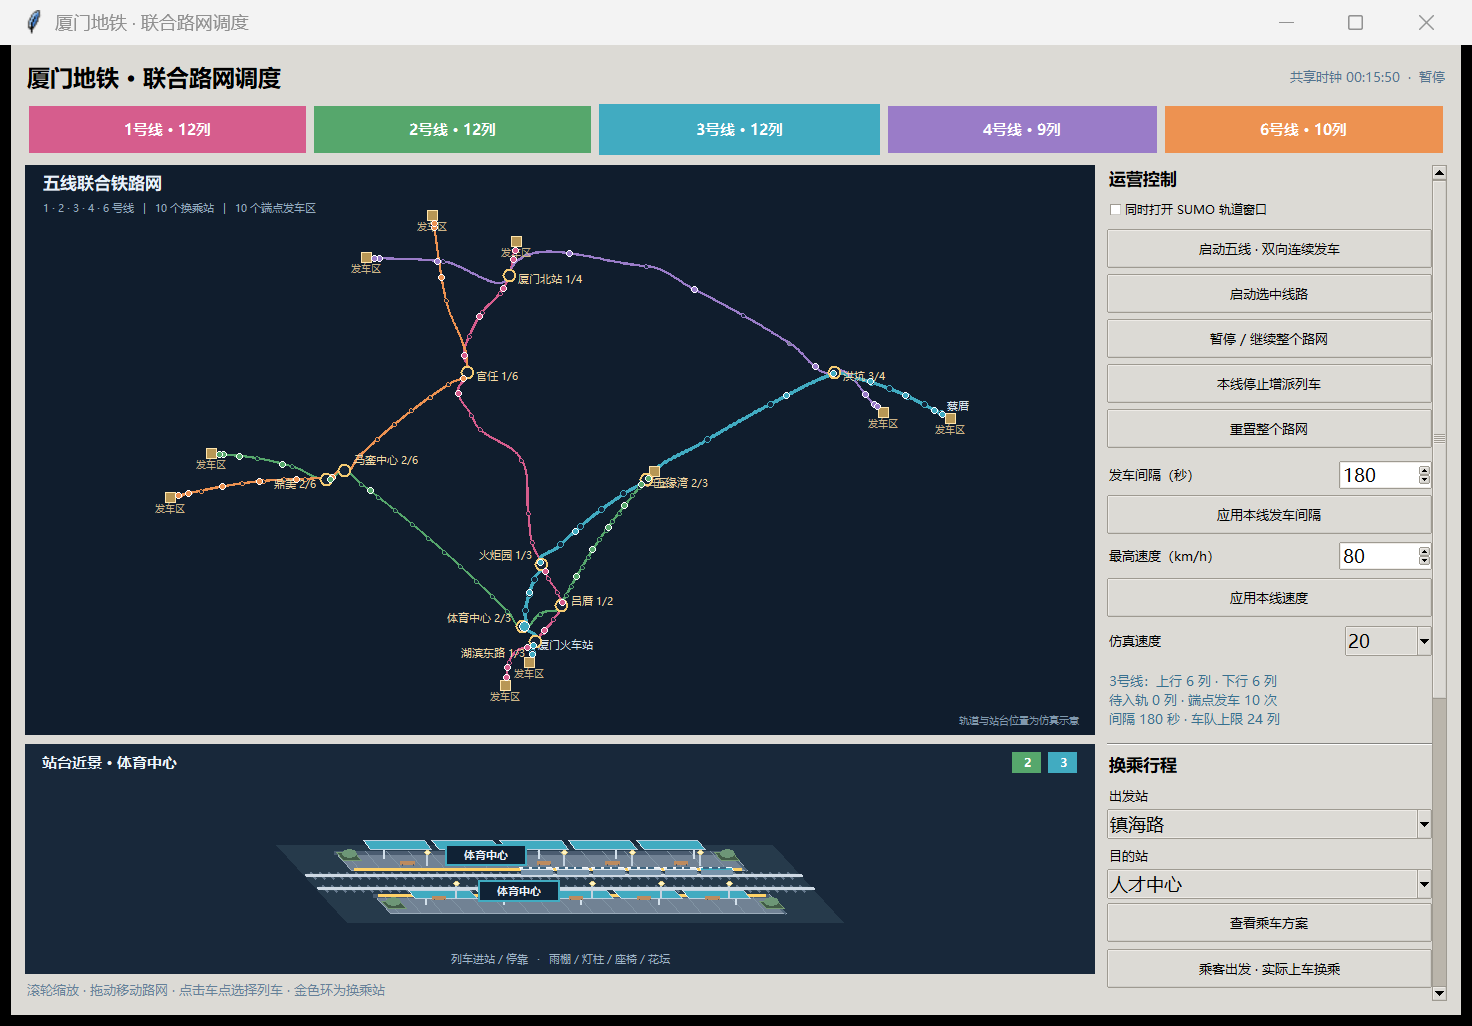 厦门地铁 · 联合路网调度
厦门地铁 • 联合路网调度
共享时钟 00:15:50 · 暂停
1号线 • 12列
2号线 • 12列
3号线 • 12列
4号线 • 9列
6号线 • 10列
五线联合铁路网
1 · 2 · 3 · 4 · 6 号线 | 10 个换乘站 | 10 个端点发车区
发车区
发车区
发车区
厦门北站 1/4
官任 1/6
洪坑 3/4
蔡厝
发车区
发车区
马銮中心 2/6
发车区
鼎美 2/6
发车区
五缘湾 2/3
火炬园 1/3
吕厝 1/2
体育中心 2/3
厦门火车站
湖滨东路 1/3
发车区
发车区
轨道与站台位置为仿真示意
站台近景 • 体育中心
2
3
体育中心
体育中心
列车进站 / 停靠 · 雨棚 / 灯柱 / 座椅 / 花坛
滚轮缩放 · 拖动移动路网 · 点击车点选择列车 · 金色环为换乘站
运营控制
同时打开 SUMO 轨道窗口
启动五线 · 双向连续发车
启动选中线路
暂停 / 继续整个路网
本线停止增派列车
重置整个路网
发车间隔（秒）
180
应用本线发车间隔
最高速度（km/h）
80
应用本线速度
仿真速度
20
3号线：上行 6 列 · 下行 6 列
待入轨 0 列 · 端点发车 10 次
间隔 180 秒 · 车队上限 24 列
换乘行程
出发站
镇海路
目的站
人才中心
查看乘车方案
乘客出发 · 实际上车换乘